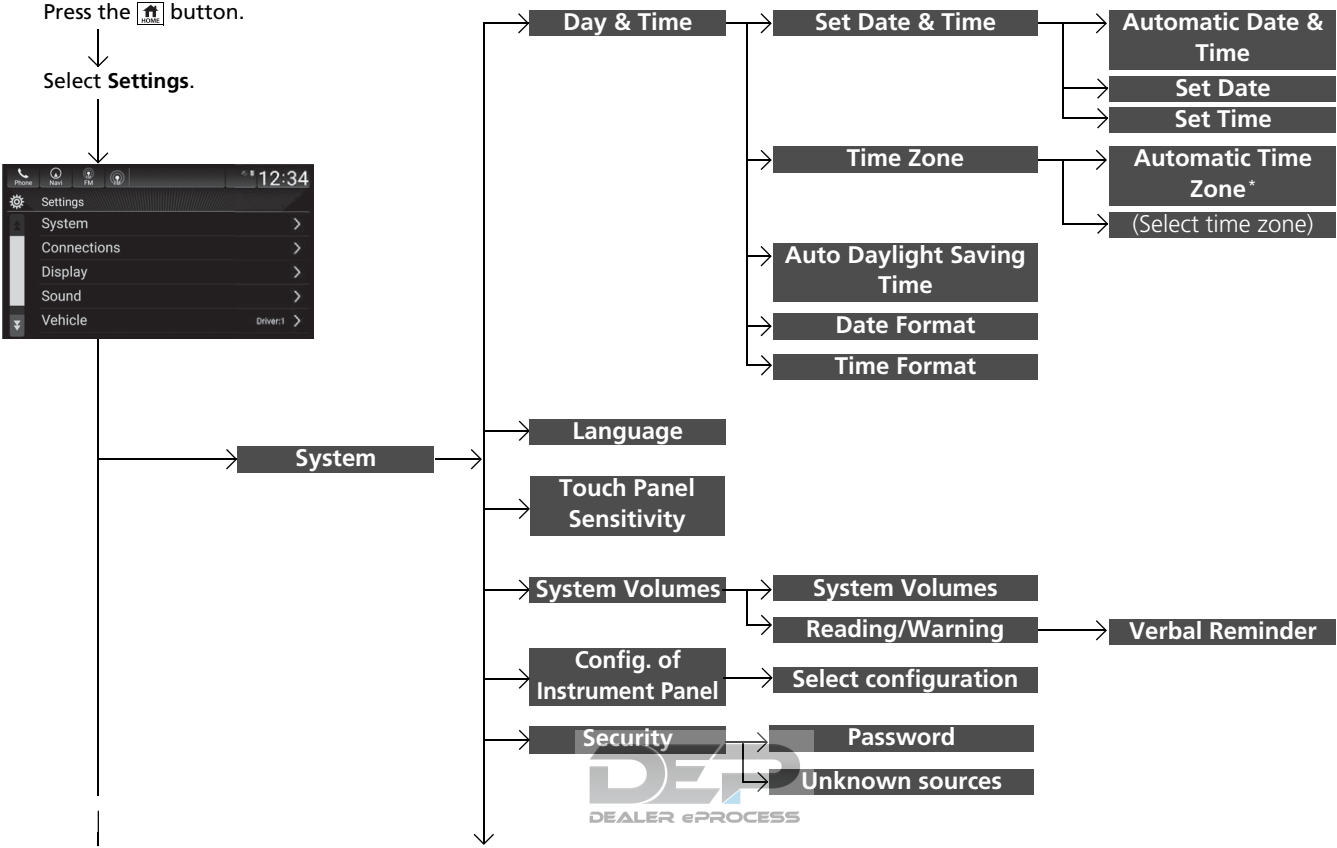 Press the HOME button.
Select Settings.
Phone Navi FM 12:34
Settings
System
Connections
Display
Sound
Vehicle Driver:1
System
Day & Time
Set Date & Time
Automatic Date &
Time
Set Date
Set Time
Time Zone
Automatic Time
Zone*
(Select time zone)
Auto Daylight Saving
Time
Date Format
Time Format
Language
Touch Panel
Sensitivity
System Volumes
System Volumes
Reading/Warning
Verbal Reminder
Config. of
Instrument Panel
Select configuration
Security
Password
Unknown sources
DEP
DEALER ePROCESS